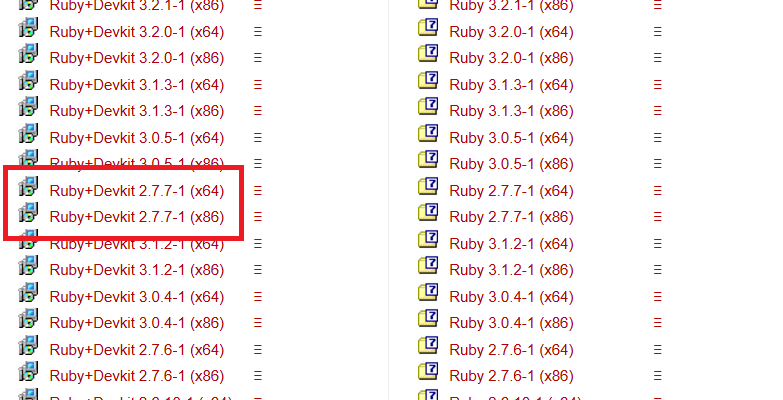 Ruby+Devkit 3.2.1-1 (x86)
Ruby+Devkit 3.2.0-1 (x64)
Ruby+Devkit 3.2.0-1 (x86)
Ruby+Devkit 3.1.3-1 (x64)
Ruby+Devkit 3.1.3-1 (x86)
Ruby+Devkit 3.0.5-1 (x64)
Ruby+Devkit 3.0.5-1 (x86)
Ruby+Devkit 2.7.7-1 (x64)
Ruby+Devkit 2.7.7-1 (x86)
Ruby+Devkit 3.1.2-1 (x64)
Ruby+Devkit 3.1.2-1 (x86)
Ruby+Devkit 3.0.4-1 (x64)
Ruby+Devkit 3.0.4-1 (x86)
Ruby+Devkit 2.7.6-1 (x64)
Ruby+Devkit 2.7.6-1 (x86)
Ruby 3.2.1-1 (x86)
Ruby 3.2.0-1 (x64)
Ruby 3.2.0-1 (x86)
Ruby 3.1.3-1 (x64)
Ruby 3.1.3-1 (x86)
Ruby 3.0.5-1 (x64)
Ruby 3.0.5-1 (x86)
Ruby 2.7.7-1 (x64)
Ruby 2.7.7-1 (x86)
Ruby 3.1.2-1 (x64)
Ruby 3.1.2-1 (x86)
Ruby 3.0.4-1 (x64)
Ruby 3.0.4-1 (x86)
Ruby 2.7.6-1 (x64)
Ruby 2.7.6-1 (x86)